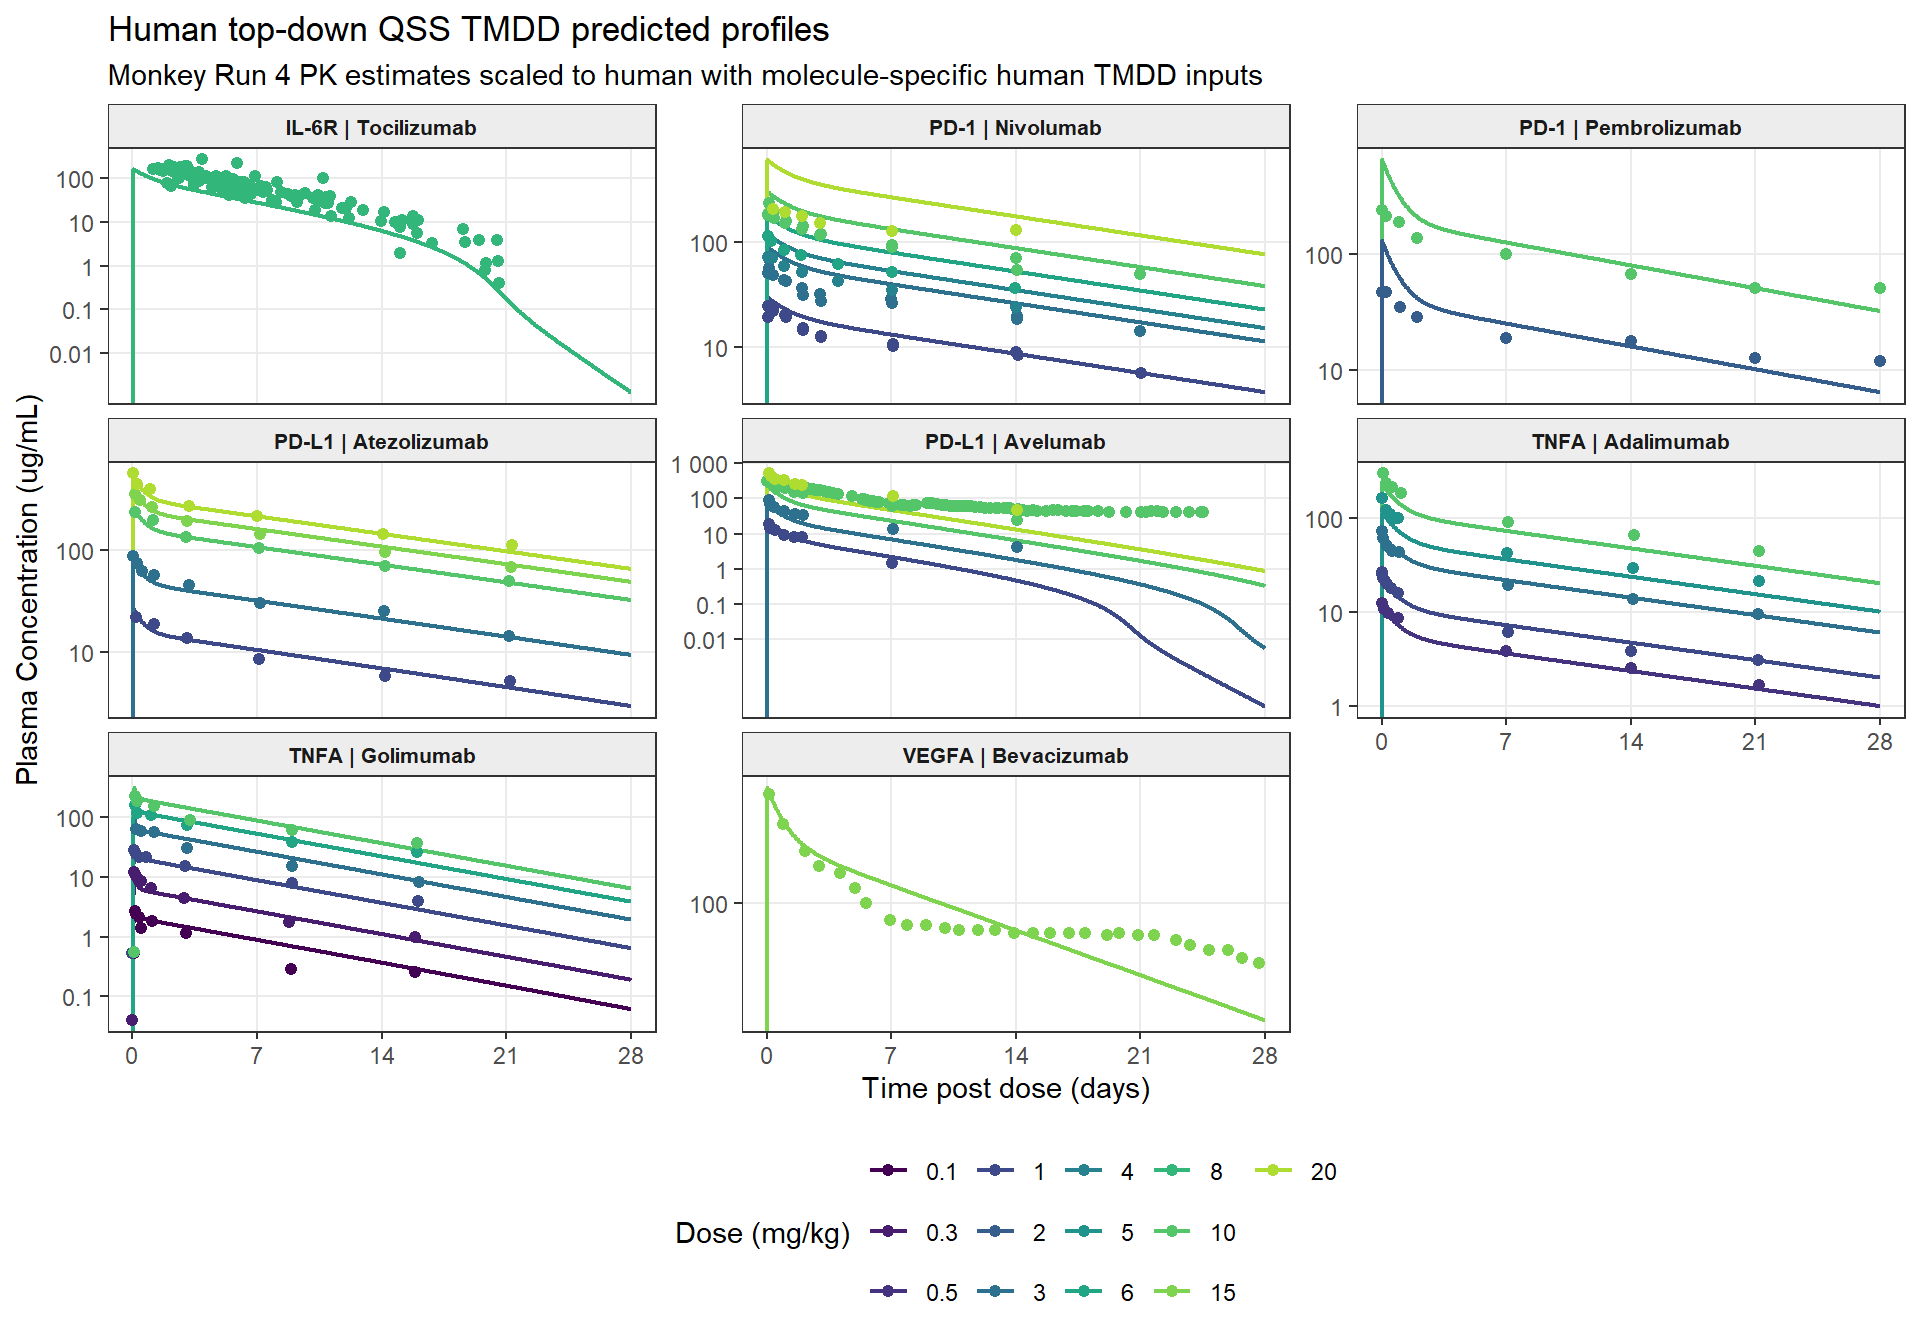 Human top-down QSS TMDD predicted profiles
Monkey Run 4 PK estimates scaled to human with molecule-specific human TMDD inputs
IL-6R | Tocilizumab
PD-1 | Nivolumab
PD-1 | Pembrolizumab
100
10
1
0.1
0.01
100
10
100
10
PD-L1 | Atezolizumab
PD-L1 | Avelumab
TNFA | Adalimumab
100
10
1 000
100
10
1
0.1
0.01
100
10
1
0 7 14 21 28
TNFA | Golimumab
VEGFA | Bevacizumab
100
10
1
0.1
100
0 7 14 21 28
0 7 14 21 28
Plasma Concentration (ug/mL)
Time post dose (days)
Dose (mg/kg)
0.1 1 4 8 20
0.3 2 5 10
0.5 3 6 15